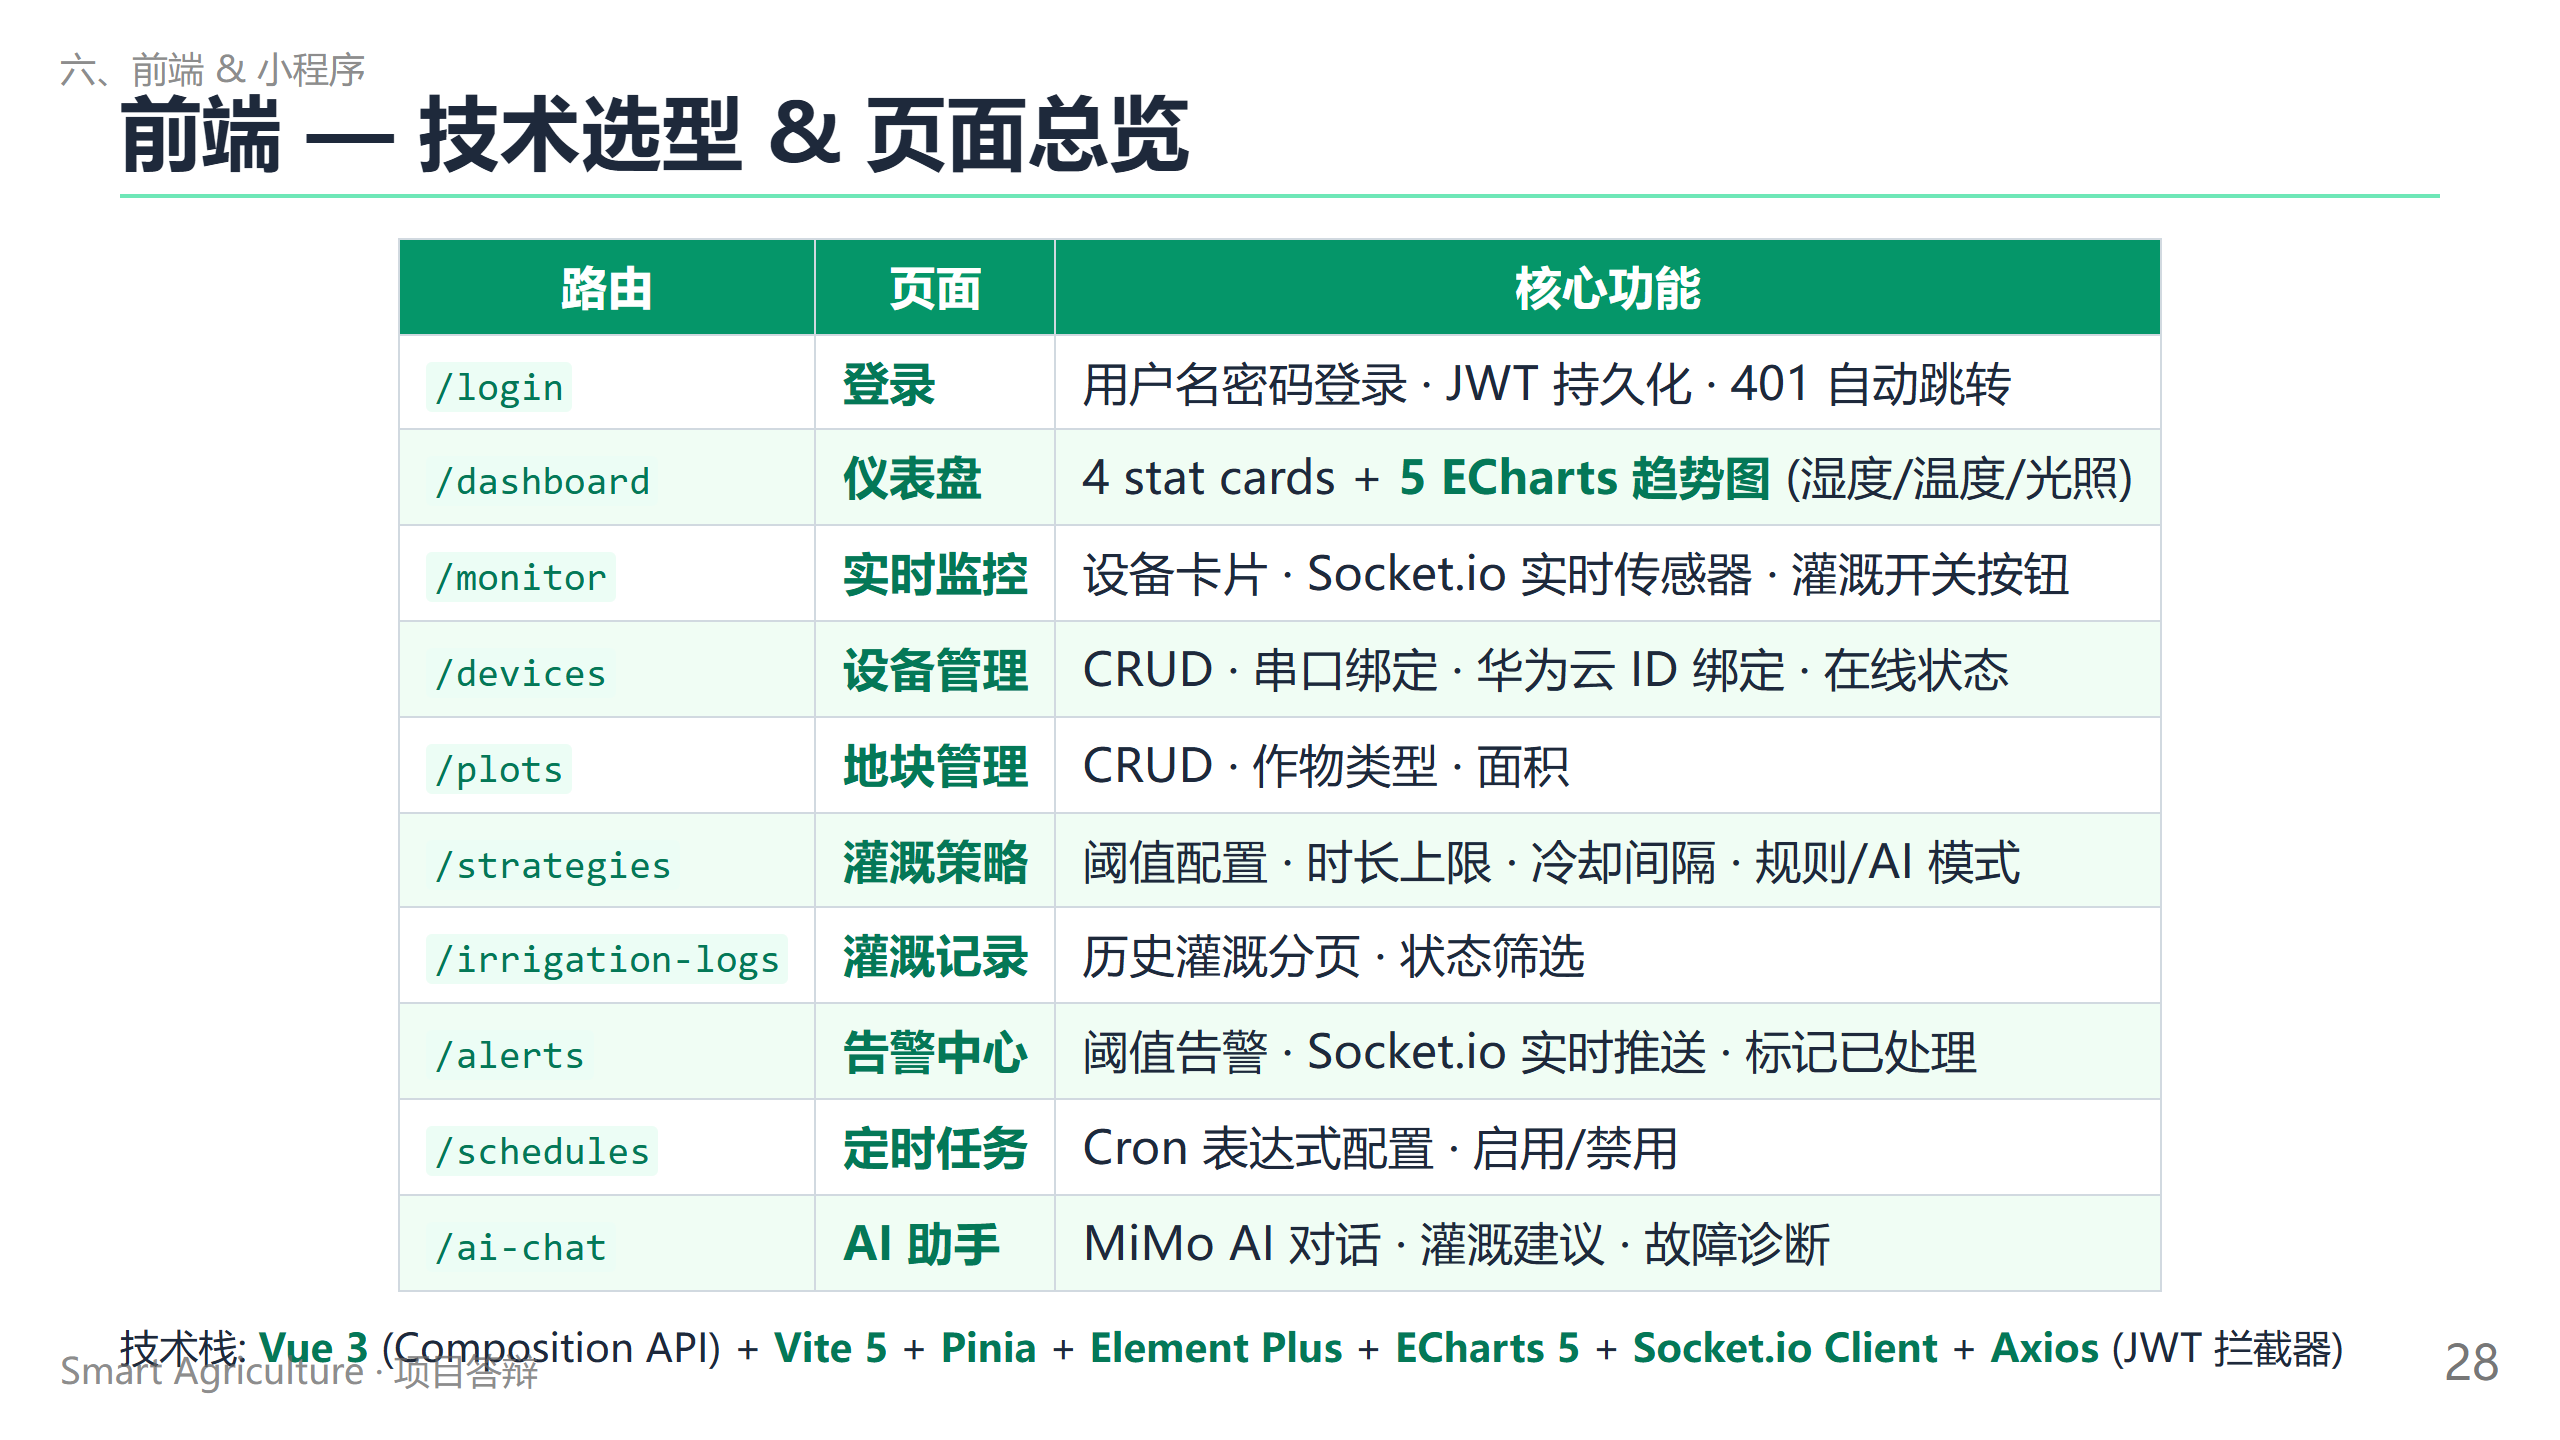 六、前端 & 小程序
前端 — 技术选型 & 页面总览
路由 页面 核心功能
/login 登录 用户名密码登录 · JWT 持久化 · 401 自动跳转
/dashboard 仪表盘 4 stat cards + 5 ECharts 趋势图 (湿度/温度/光照)
/monitor 实时监控 设备卡片 · Socket.io 实时传感器 · 灌溉开关按钮
/devices 设备管理 CRUD · 串口绑定 · 华为云 ID 绑定 · 在线状态
/plots 地块管理 CRUD · 作物类型 · 面积
/strategies 灌溉策略 阈值配置 · 时长上限 · 冷却间隔 · 规则/AI 模式
/irrigation-logs 灌溉记录 历史灌溉分页 · 状态筛选
/alerts 告警中心 阈值告警 · Socket.io 实时推送 · 标记已处理
/schedules 定时任务 Cron 表达式配置 · 启用/禁用
/ai-chat AI 助手 MiMo AI 对话 · 灌溉建议 · 故障诊断
技术栈: Vue 3 (Composition API) + Vite 5 + Pinia + Element Plus + ECharts 5 + Socket.io Client + Axios (JWT 拦截器)
Smart Agriculture · 项目答辩
28